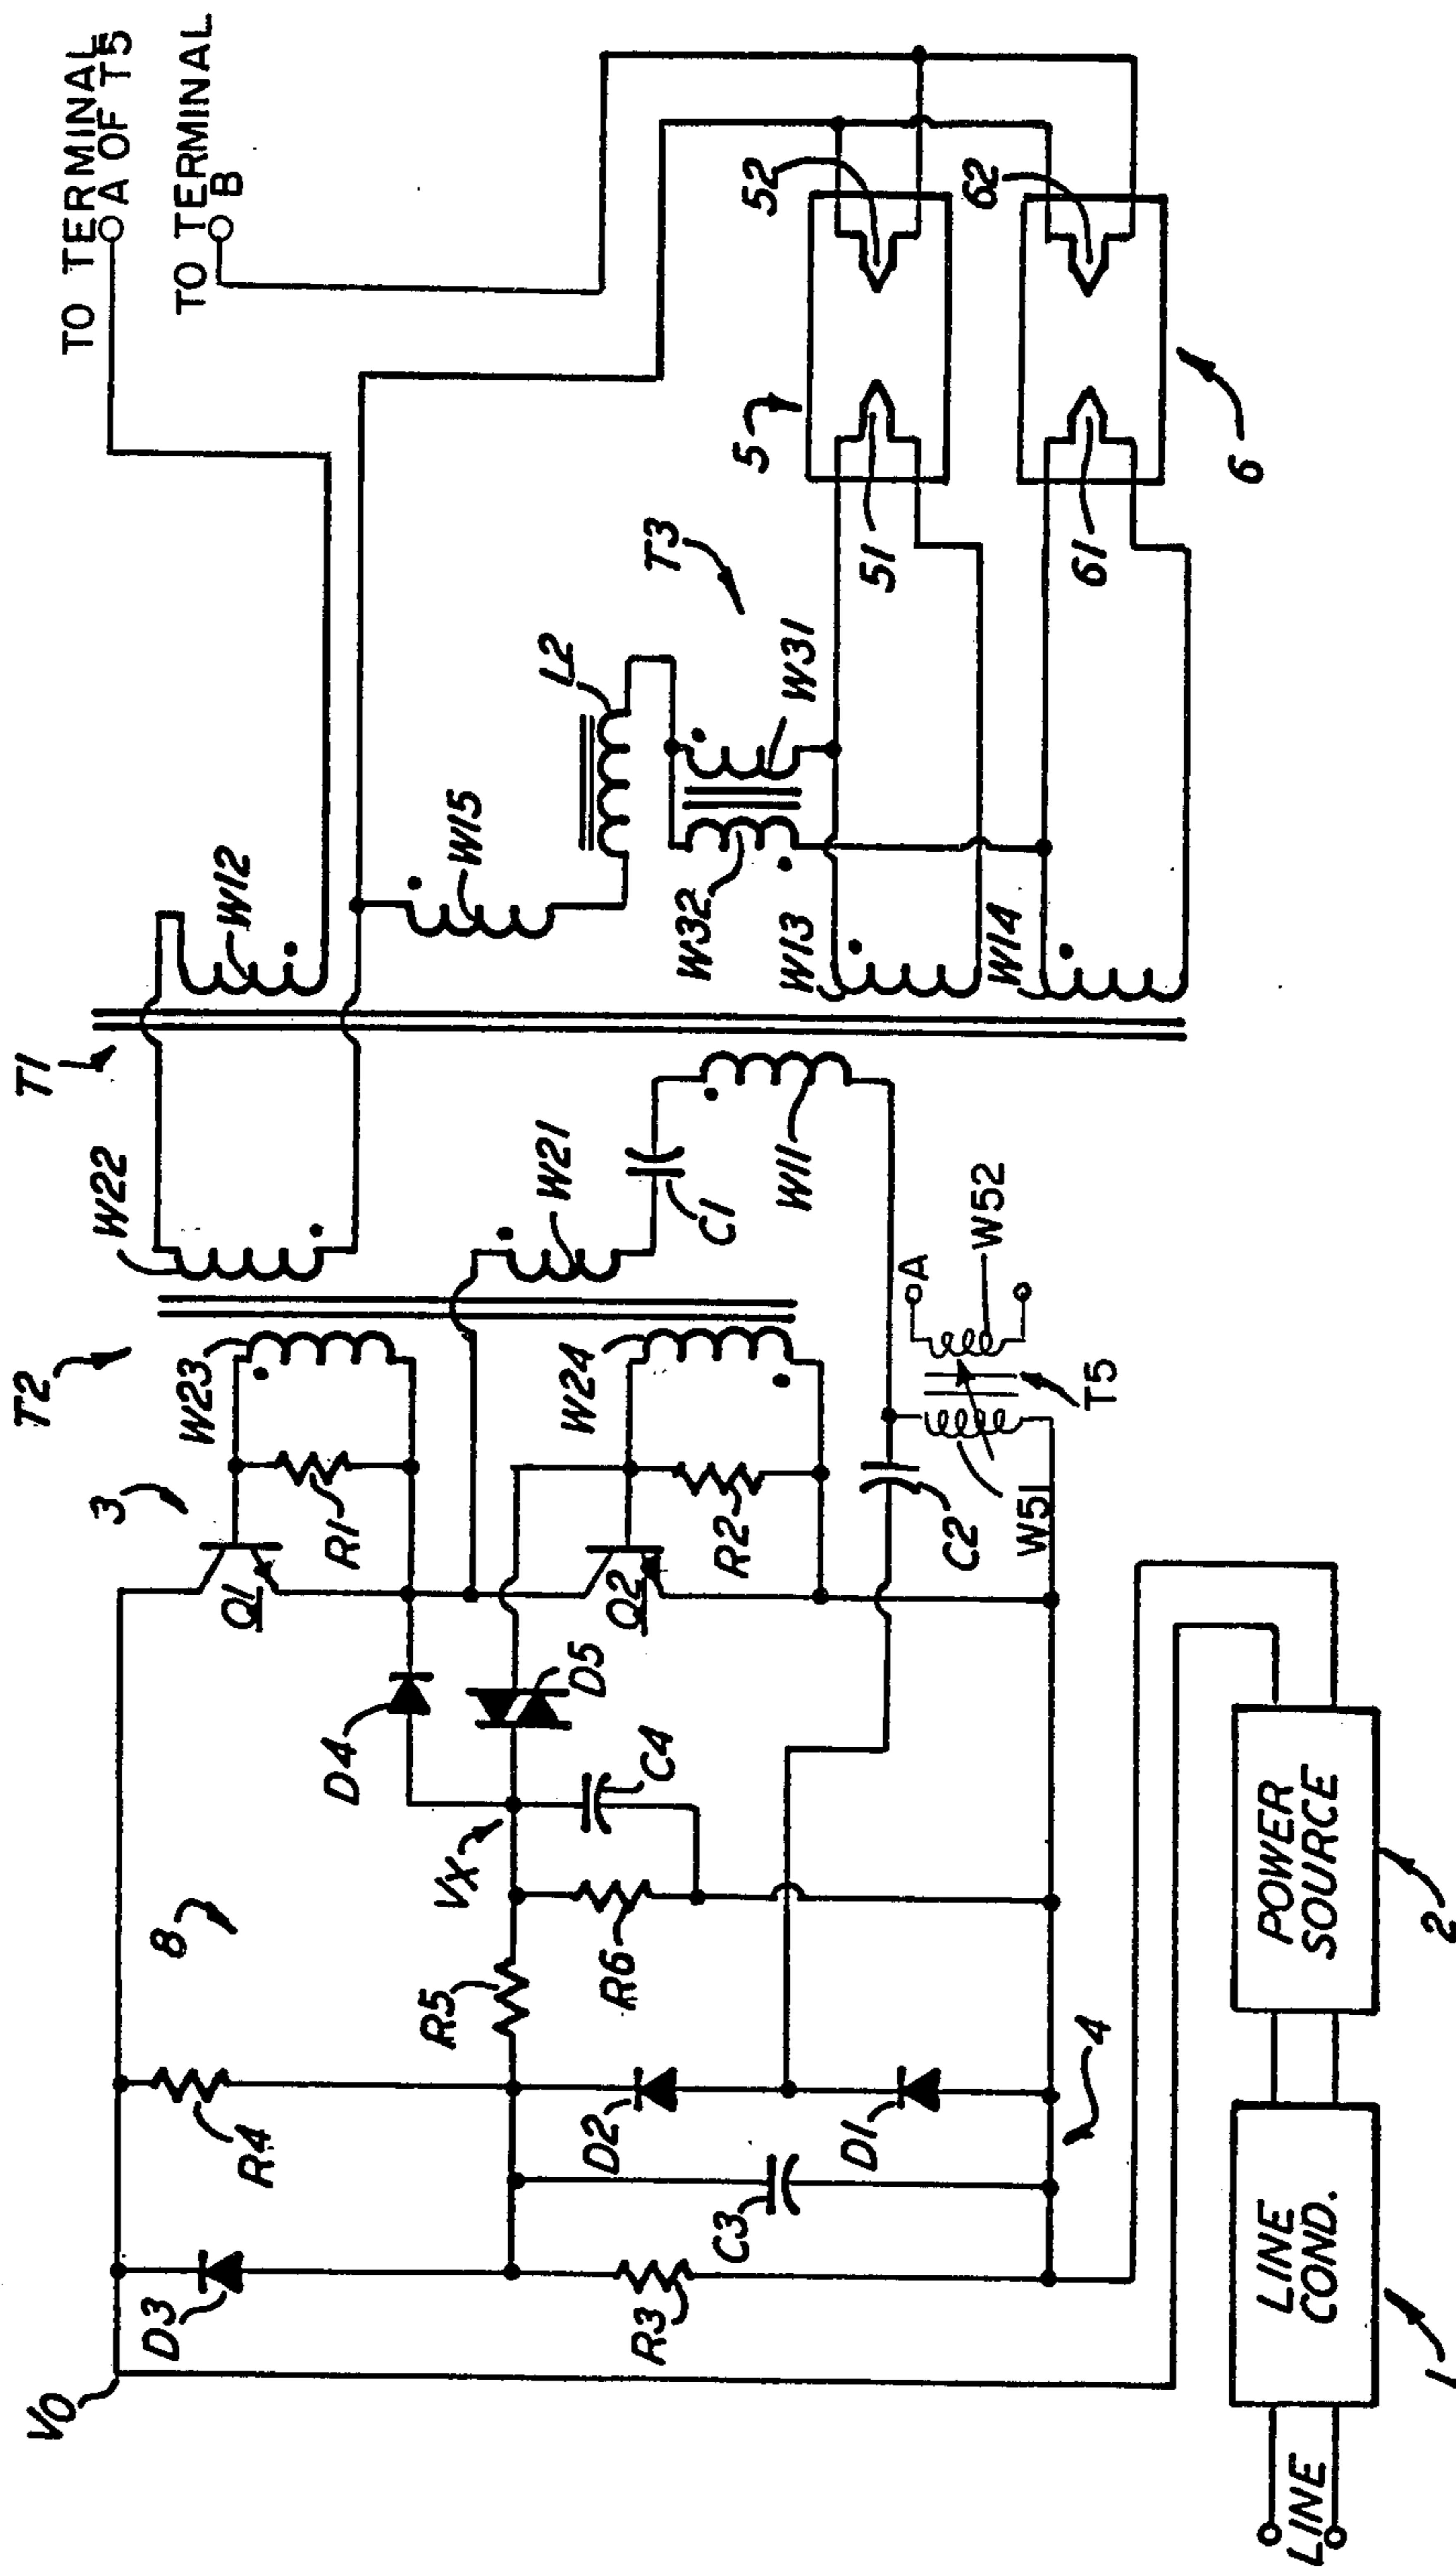 TO TERMINAL
A OF T5
TO TERMINAL
B
T1
T2
W22
W12
W23
3
Q1
R1
D4
8
R4
D3
VO
W15
L2
T3
W31
W32
W13
W14
5
51
52
6
61
62
W21
C1
W11
W24
Q2
R2
D5
C4
VX
R5
R6
D2
D1
C3
R3
4
C2
A
W52
T5
W51
POWER
SOURCE
2
LINE
COND.
1
LINE